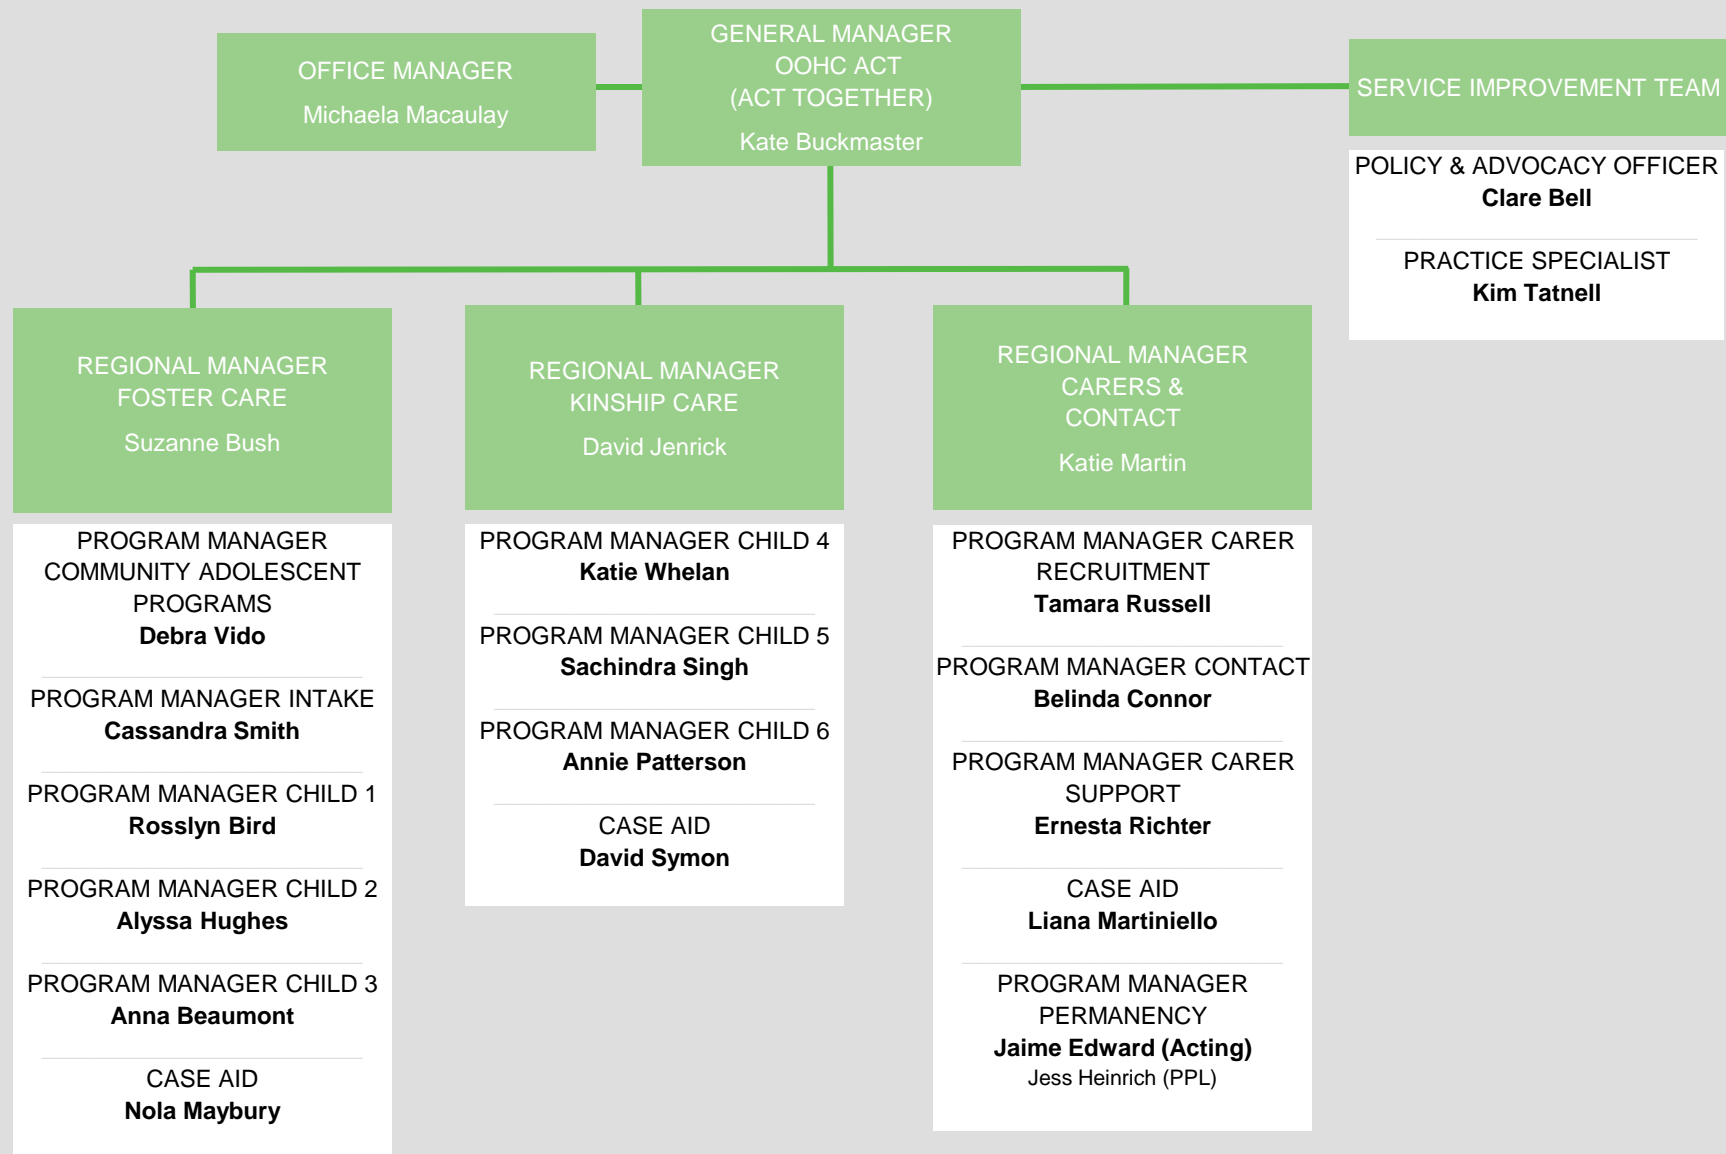 OFFICE MANAGER
Michaela Macaulay
GENERAL MANAGER
OOHC ACT
(ACT TOGETHER)
Kate Buckmaster
SERVICE IMPROVEMENT TEAM
POLICY & ADVOCACY OFFICER
Clare Bell
PRACTICE SPECIALIST
Kim Tatnell
REGIONAL MANAGER
FOSTER CARE
Suzanne Bush
PROGRAM MANAGER
COMMUNITY ADOLESCENT
PROGRAMS
Debra Vido
PROGRAM MANAGER INTAKE
Cassandra Smith
PROGRAM MANAGER CHILD 1
Rosslyn Bird
PROGRAM MANAGER CHILD 2
Alyssa Hughes
PROGRAM MANAGER CHILD 3
Anna Beaumont
CASE AID
Nola Maybury
REGIONAL MANAGER
KINSHIP CARE
David Jenrick
PROGRAM MANAGER CHILD 4
Katie Whelan
PROGRAM MANAGER CHILD 5
Sachindra Singh
PROGRAM MANAGER CHILD 6
Annie Patterson
CASE AID
David Symon
REGIONAL MANAGER
CARERS &
CONTACT
Katie Martin
PROGRAM MANAGER CARER
RECRUITMENT
Tamara Russell
PROGRAM MANAGER CONTACT
Belinda Connor
PROGRAM MANAGER CARER
SUPPORT
Ernesta Richter
CASE AID
Liana Martiniello
PROGRAM MANAGER
PERMANENCY
Jaime Edward (Acting)
Jess Heinrich (PPL)